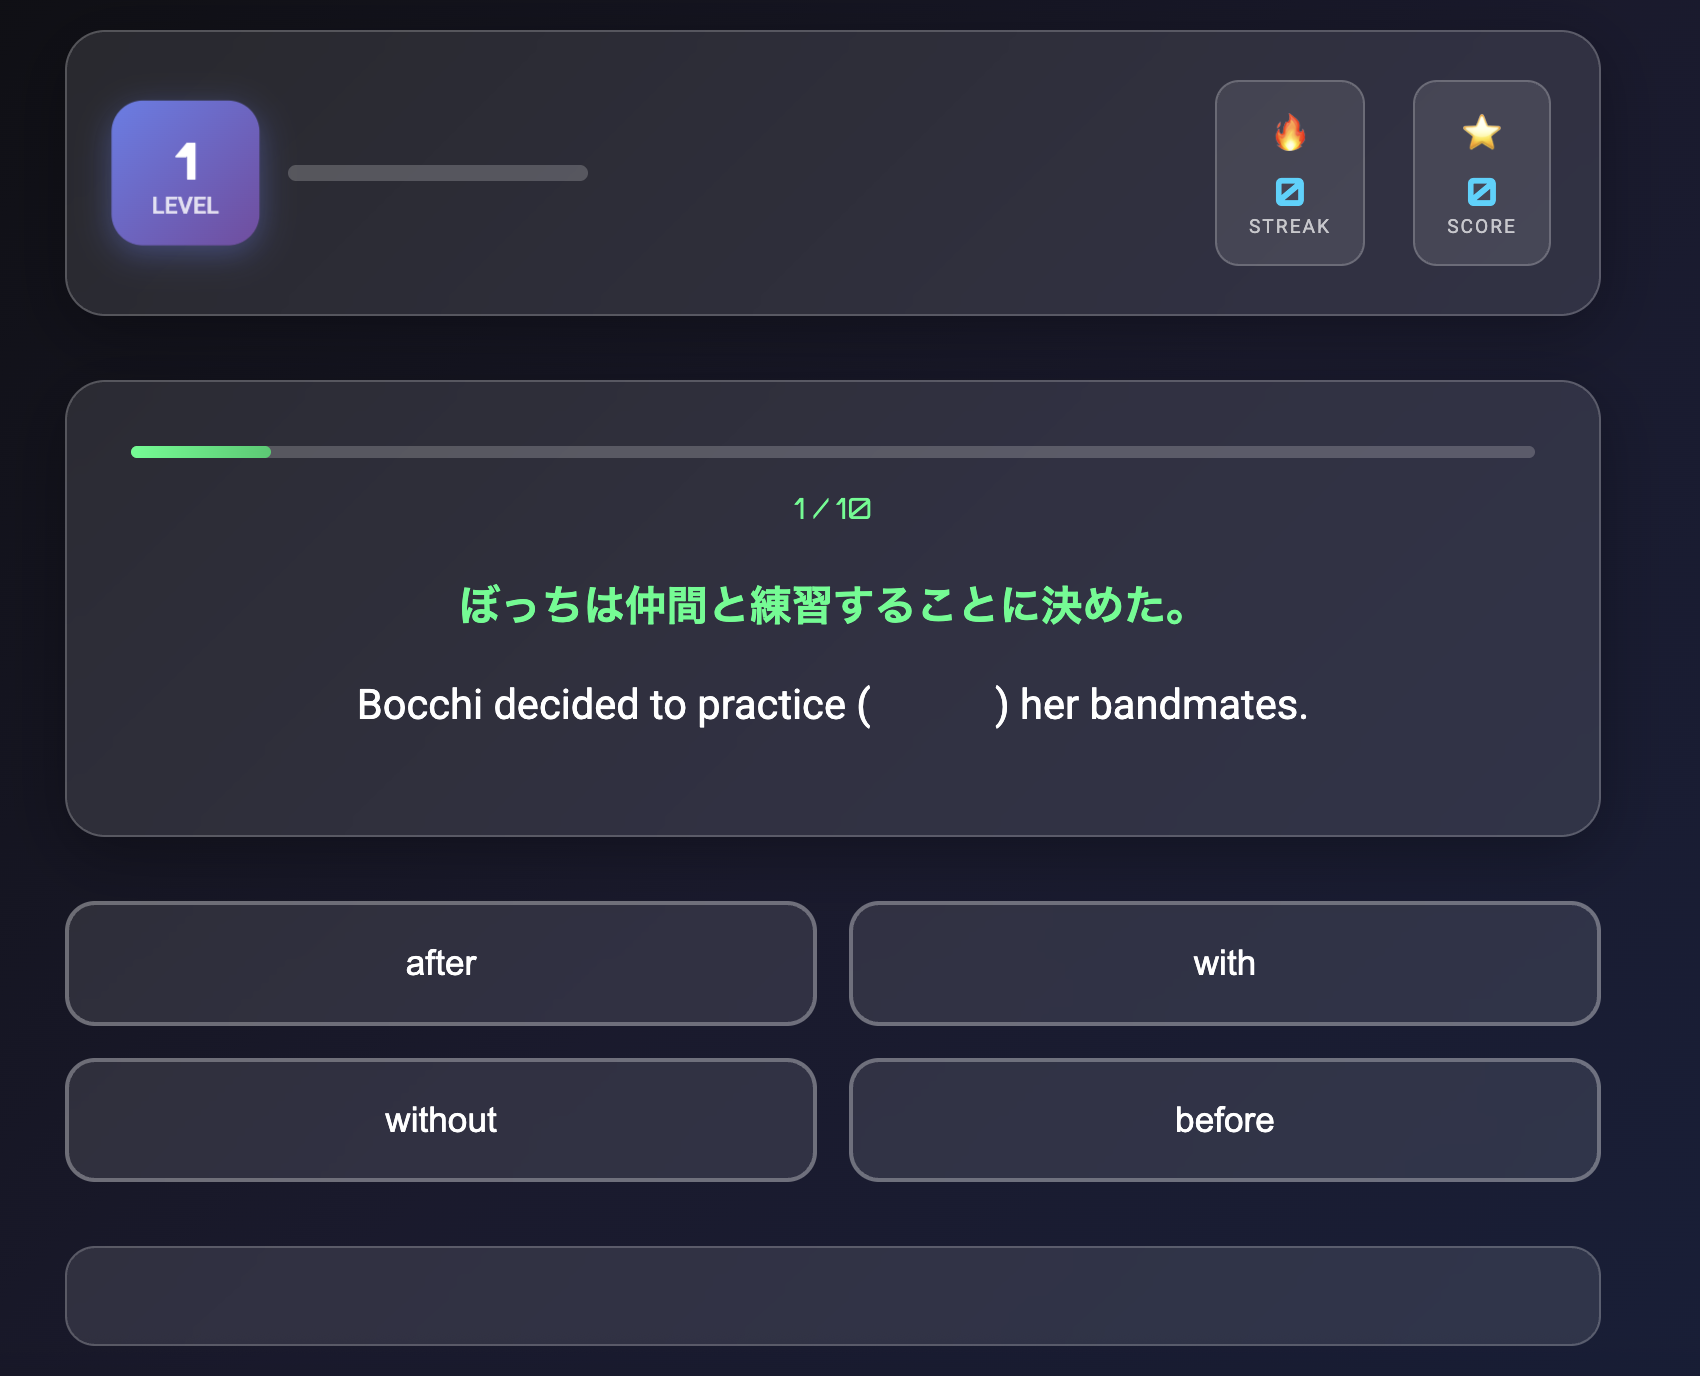 1
LEVEL
0
STREAK
0
SCORE
1/10
ぼっちは仲間と練習することに決めた。
Bocchi decided to practice (          ) her bandmates.
after
with
without
before